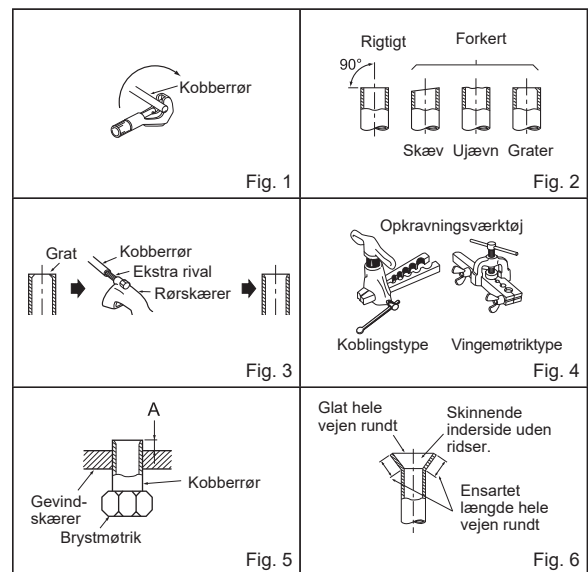 Kobberrør
Fig. 1
Rigtigt
Forkert
90°
Skæv
Ujævn
Grater
Fig. 2
Grat
Kobberrør
Ekstra rival
Rørskærer
Fig. 3
Opkravningsværktøj
Koblingstype
Vingemøtriktype
Fig. 4
A
Kobberrør
Gevind-
skærer
Brystmøtrik
Fig. 5
Glat hele
vejen rundt
Skinnende
inderside uden
ridser.
Ensartet
længde hele
vejen rundt
Fig. 6